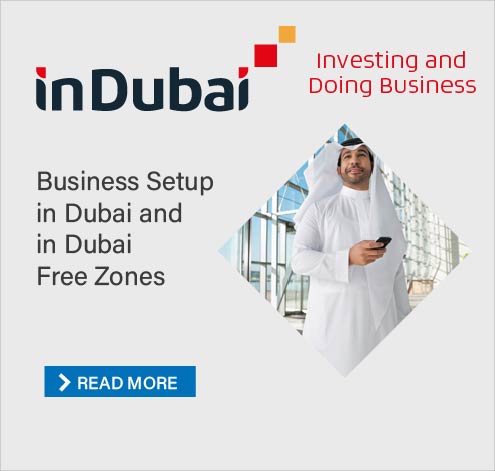 inDubai
Investing and
Doing Business
Business Setup
in Dubai and
in Dubai
Free Zones
READ MORE